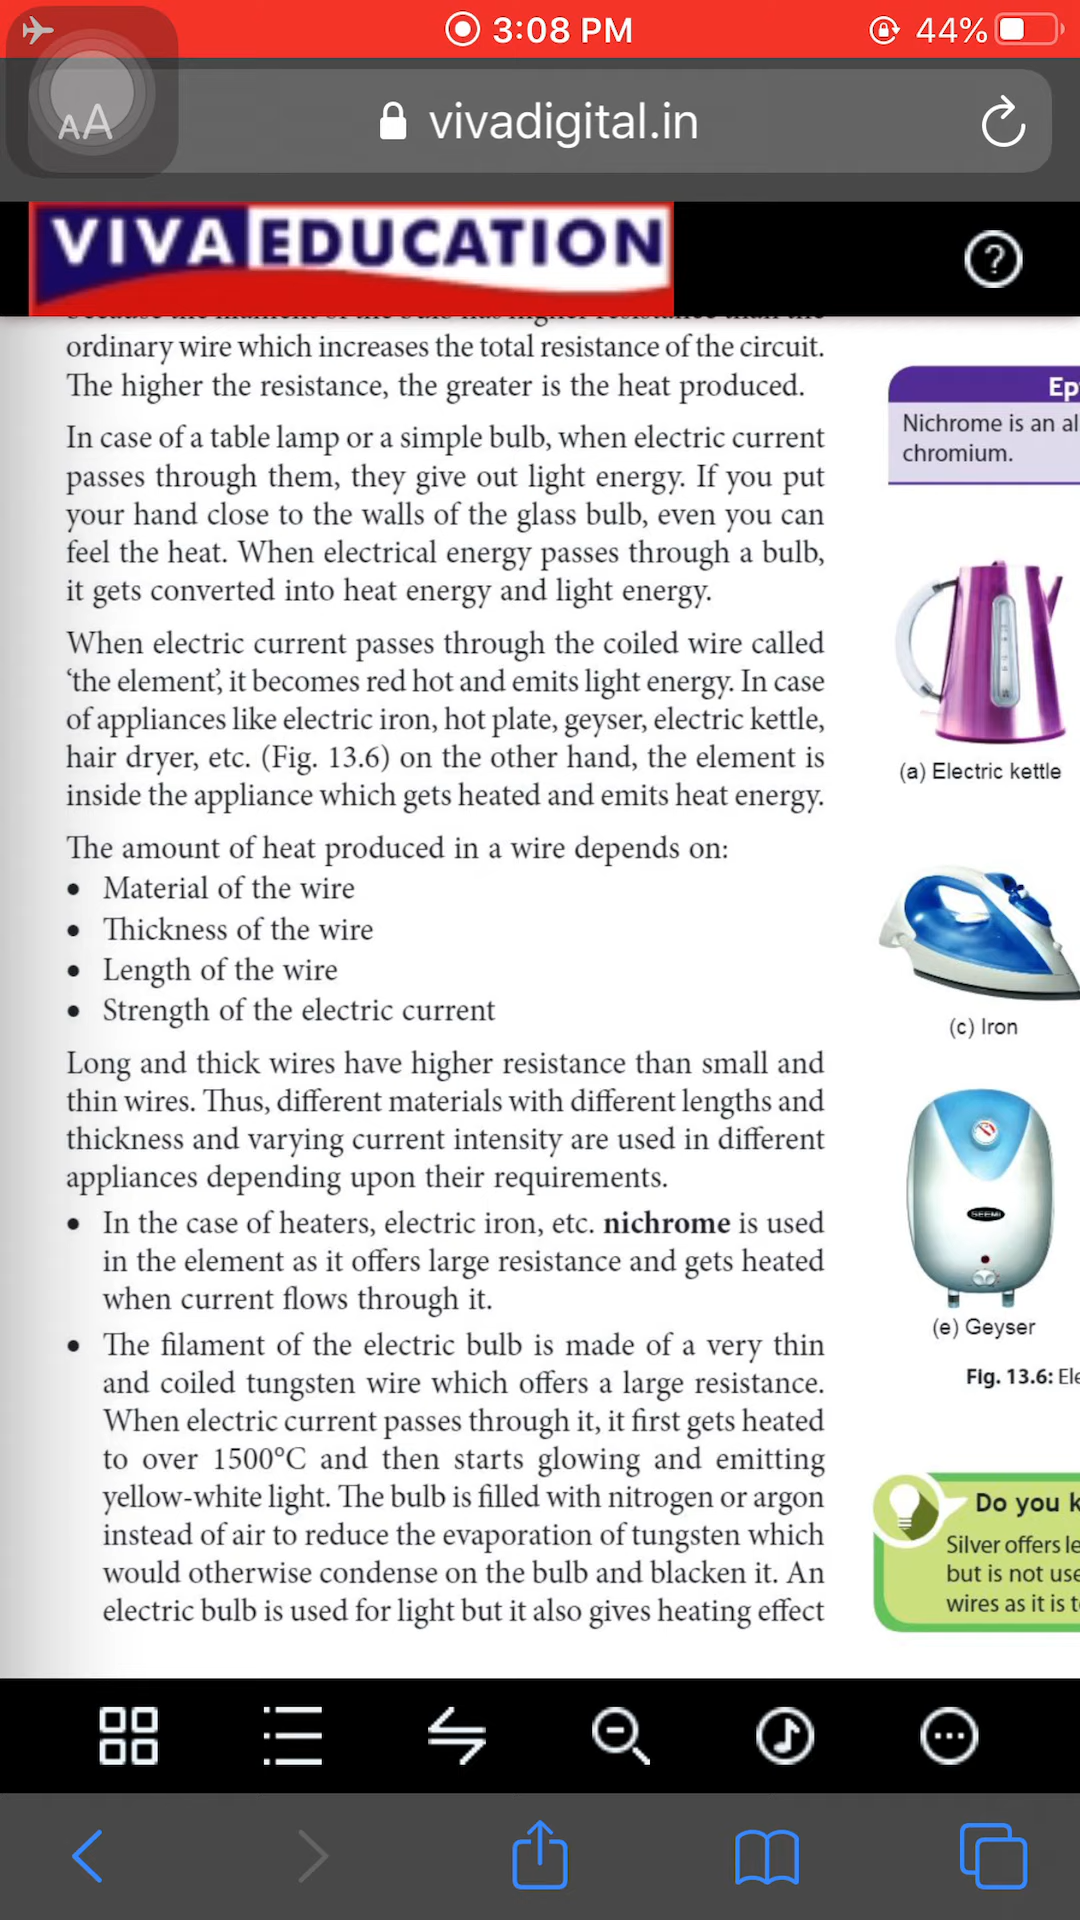 3:08 PM
44%
AA
vivadigital.in
VIVA EDUCATION
?
ordinary wire which increases the total resistance of the circuit.
The higher the resistance, the greater is the heat produced.
In case of a table lamp or a simple bulb, when electric current
passes through them, they give out light energy. If you put
your hand close to the walls of the glass bulb, even you can
feel the heat. When electrical energy passes through a bulb,
it gets converted into heat energy and light energy.
When electric current passes through the coiled wire called
‘the element’, it becomes red hot and emits light energy. In case
of appliances like electric iron, hot plate, geyser, electric kettle,
hair dryer, etc. (Fig. 13.6) on the other hand, the element is
inside the appliance which gets heated and emits heat energy.
The amount of heat produced in a wire depends on:
• Material of the wire
• Thickness of the wire
• Length of the wire
• Strength of the electric current
Long and thick wires have higher resistance than small and
thin wires. Thus, different materials with different lengths and
thickness and varying current intensity are used in different
appliances depending upon their requirements.
• In the case of heaters, electric iron, etc. nichrome is used
in the element as it offers large resistance and gets heated
when current flows through it.
• The filament of the electric bulb is made of a very thin
and coiled tungsten wire which offers a large resistance.
When electric current passes through it, it first gets heated
to over 1500°C and then starts glowing and emitting
yellow-white light. The bulb is filled with nitrogen or argon
instead of air to reduce the evaporation of tungsten which
would otherwise condense on the bulb and blacken it. An
electric bulb is used for light but it also gives heating effect
Nichrome is an al
chromium.
(a) Electric kettle
(c) Iron
(e) Geyser
Fig. 13.6: Ele
Do you k
Silver offers le
but is not use
wires as it is t